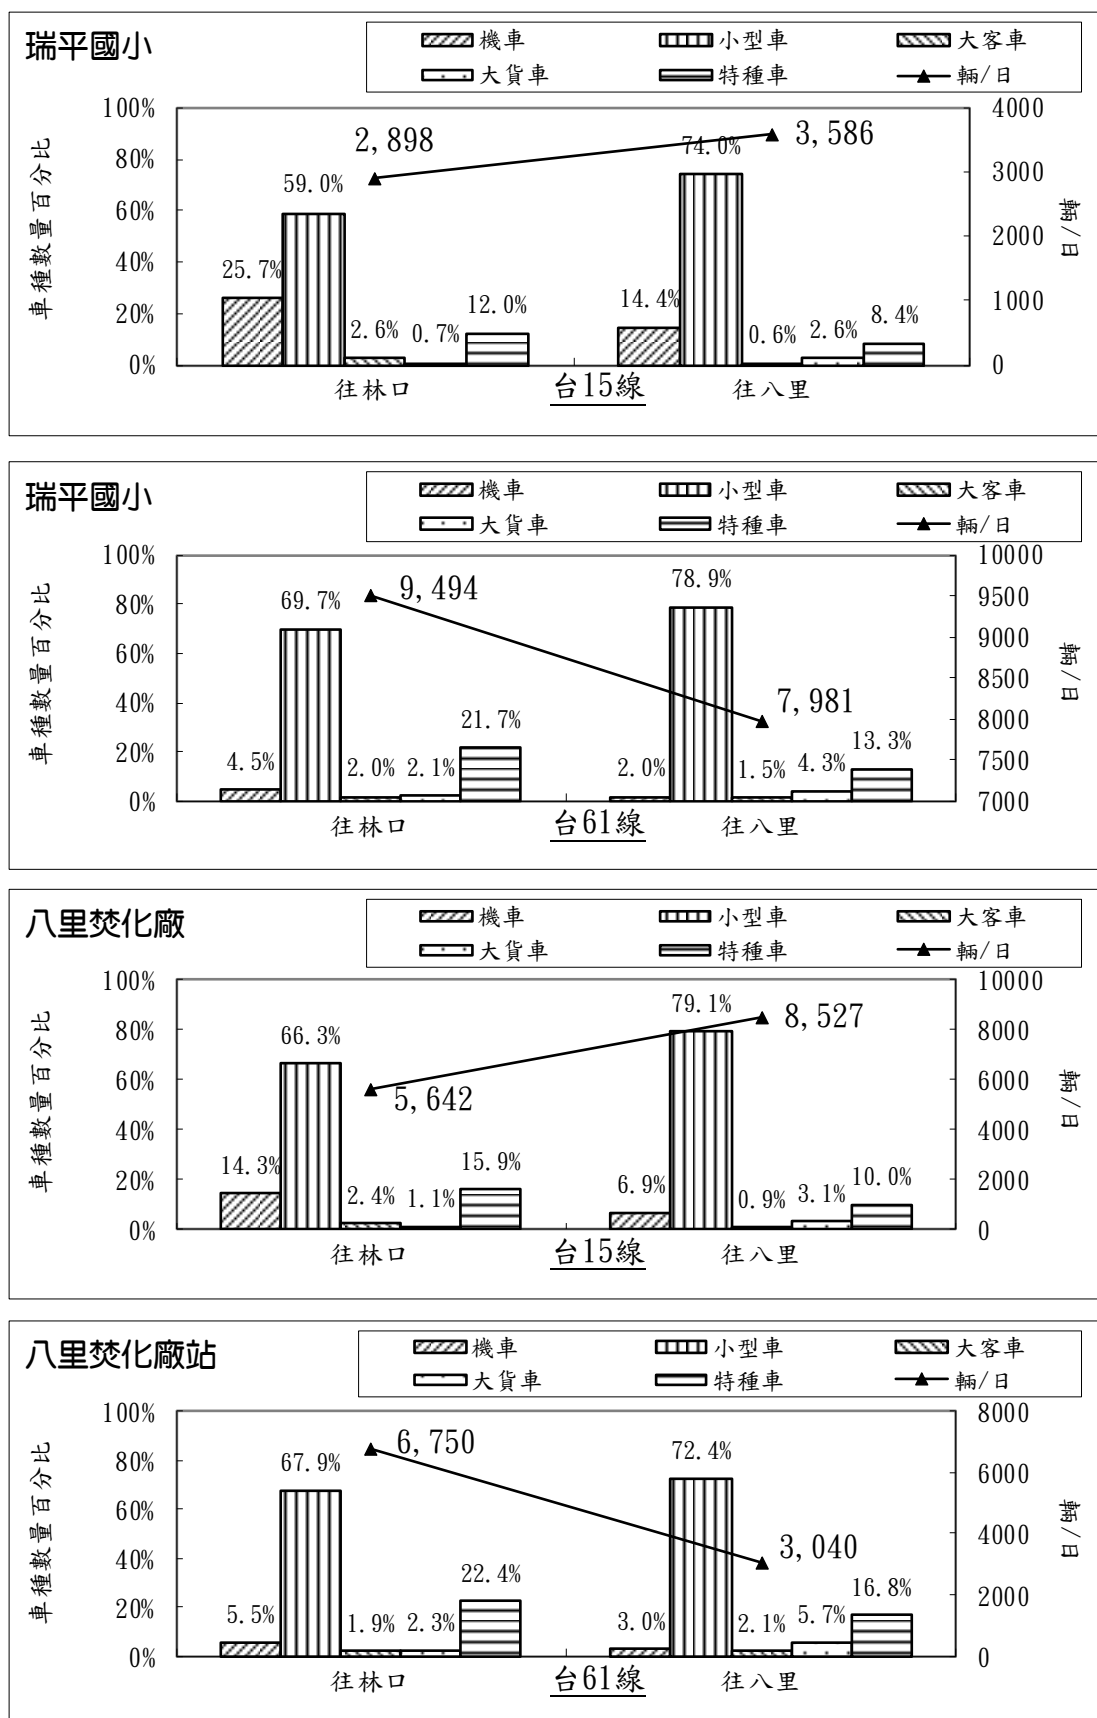 瑞平國小
機車 小型車 大客車
大貨車 特種車 輛/日
車種數量百分比
100%
80%
60%
40%
20%
0%
25.7% 59.0% 2.6% 0.7% 12.0%
2,898
14.4% 74.0% 0.6% 2.6% 8.4%
3,586
4000
3000
2000
1000
0
輛/日
往林口 台15線 往八里
瑞平國小
機車 小型車 大客車
大貨車 特種車 輛/日
車種數量百分比
100%
80%
60%
40%
20%
0%
4.5% 69.7% 2.0% 2.1% 21.7%
9,494
2.0% 78.9% 1.5% 4.3% 13.3%
7,981
10000
9500
9000
8500
8000
7500
7000
輛/日
往林口 台61線 往八里
八里焚化廠
機車 小型車 大客車
大貨車 特種車 輛/日
車種數量百分比
100%
80%
60%
40%
20%
0%
14.3% 66.3% 2.4% 1.1% 15.9%
5,642
6.9% 79.1% 0.9% 3.1% 10.0%
8,527
10000
8000
6000
4000
2000
0
輛/日
往林口 台15線 往八里
八里焚化廠站
機車 小型車 大客車
大貨車 特種車 輛/日
車種數量百分比
100%
80%
60%
40%
20%
0%
5.5% 67.9% 1.9% 2.3% 22.4%
6,750
3.0% 72.4% 2.1% 5.7% 16.8%
3,040
8000
6000
4000
2000
0
輛/日
往林口 台61線 往八里